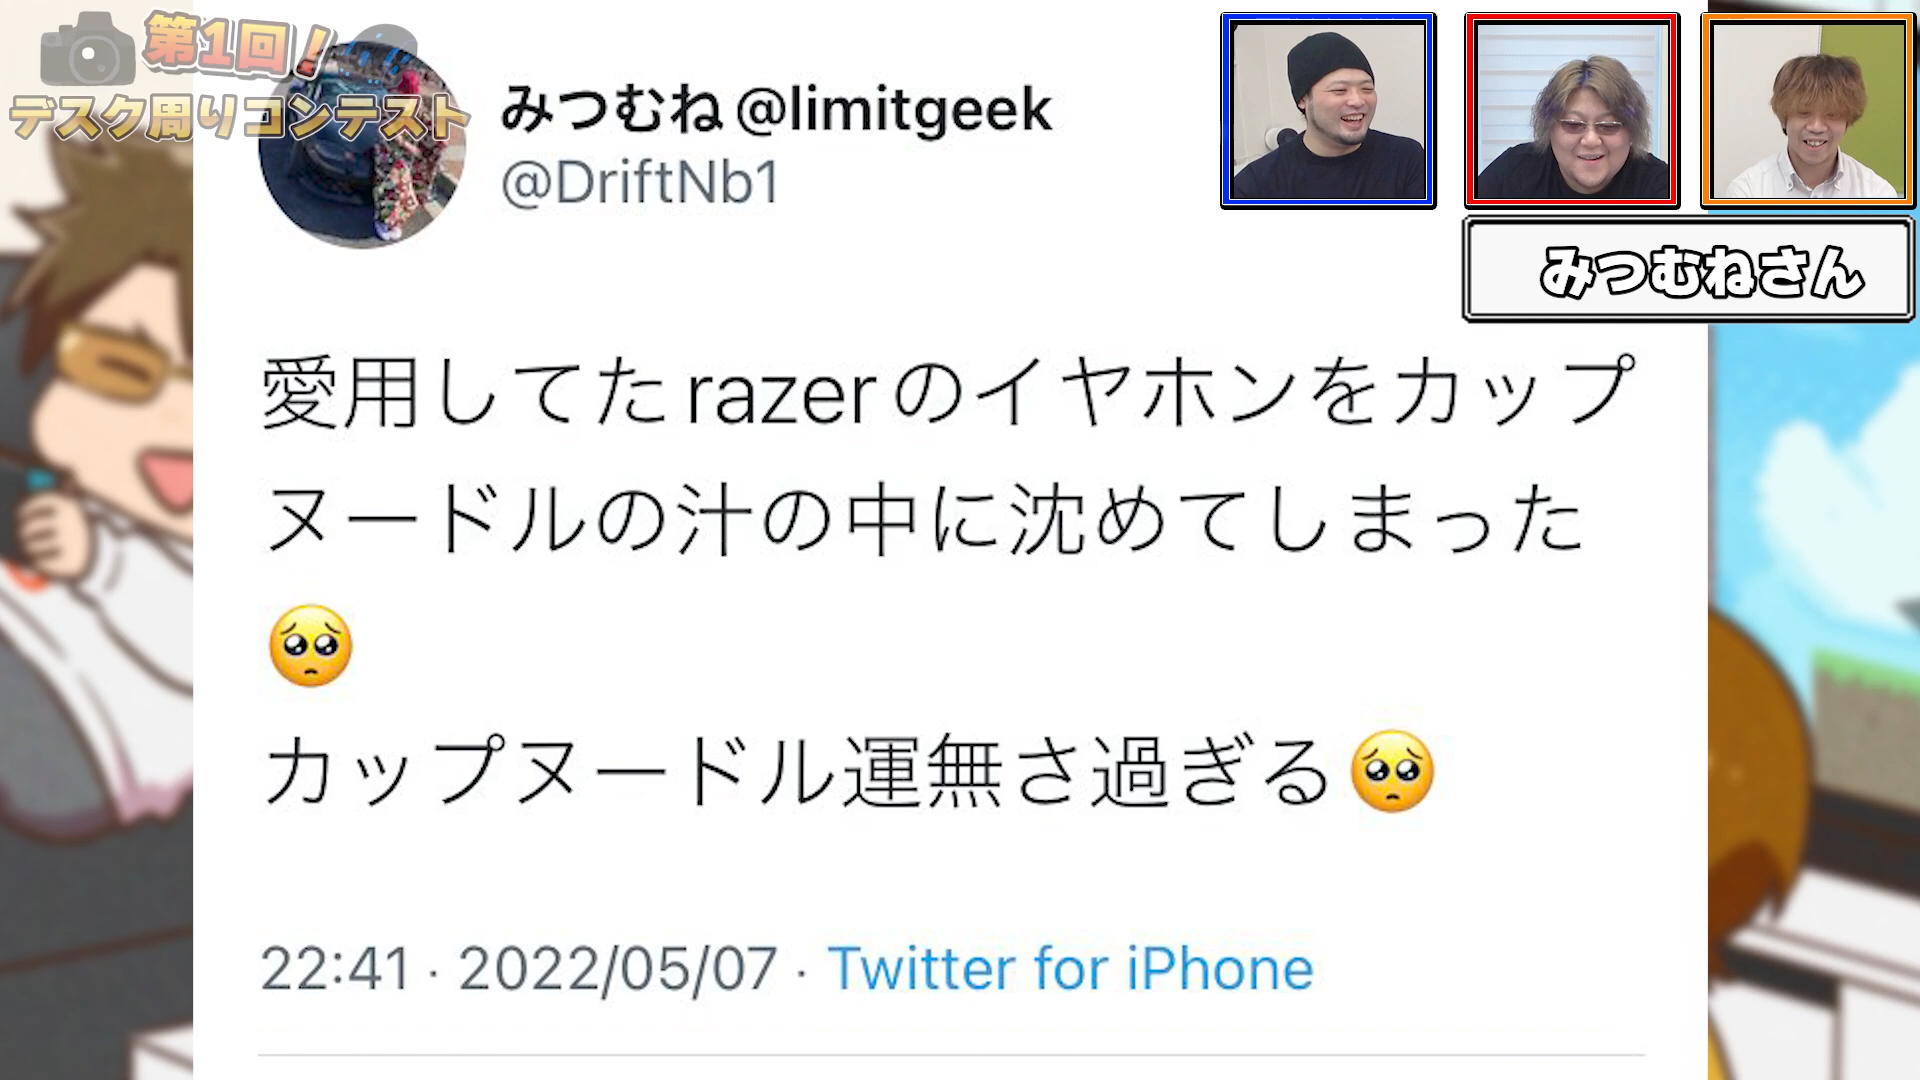 第1回！
デスク周りコンテスト
みつむね@limitgeek
@DriftNb1
みつむねさん
愛用してたrazerのイヤホンをカップ
ヌードルの汁の中に沈めてしまった
🥺
カップヌードル運無さ過ぎる🥺
22:41 · 2022/05/07 · Twitter for iPhone